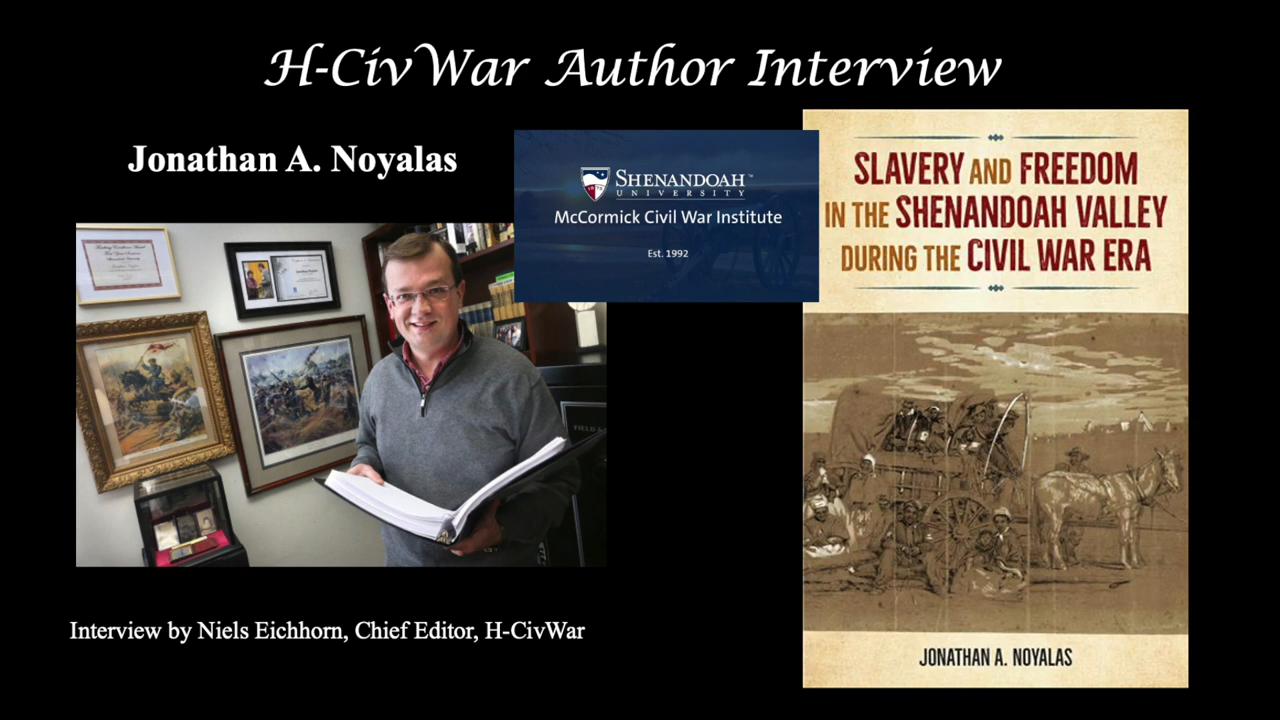 H-CivWar Author Interview
Jonathan A. Noyalas
SHENANDOAH™
UNIVERSITY
McCormick Civil War Institute
Est. 1992
SLAVERY AND FREEDOM
IN THE SHENANDOAH VALLEY
DURING THE CIVIL WAR ERA
JONATHAN A. NOYALAS
Interview by Niels Eichhorn, Chief Editor, H-CivWar